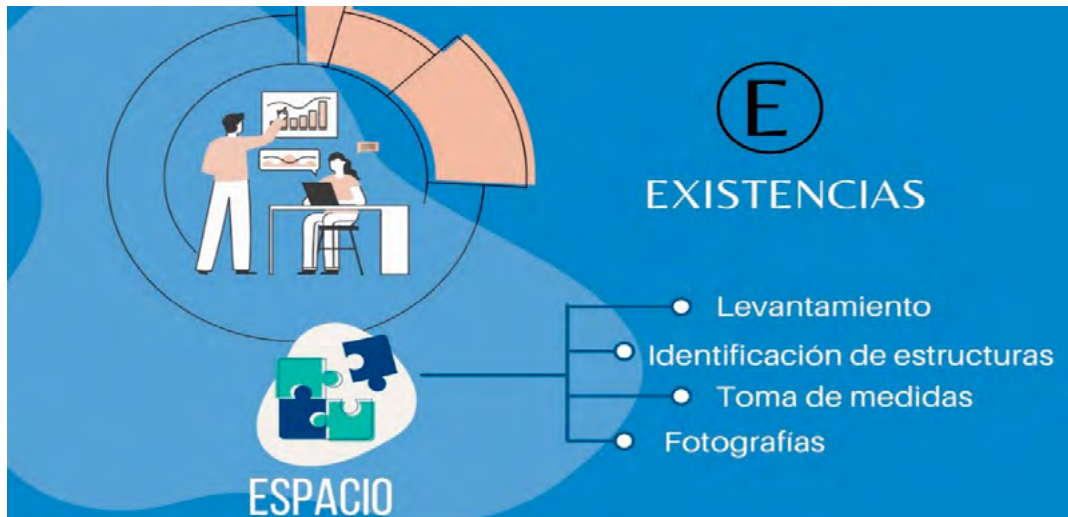 E
EXISTENCIAS
Levantamiento
Identificación de estructuras
Toma de medidas
Fotografías
ESPACIO